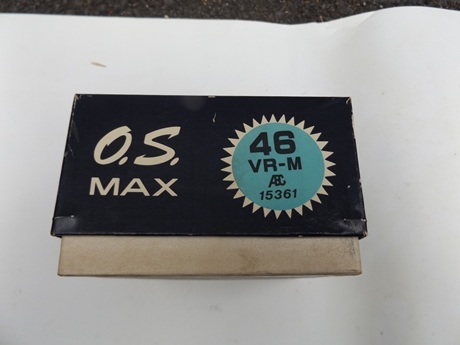 O.S.
MAX
46
VR-M
ABC
15361